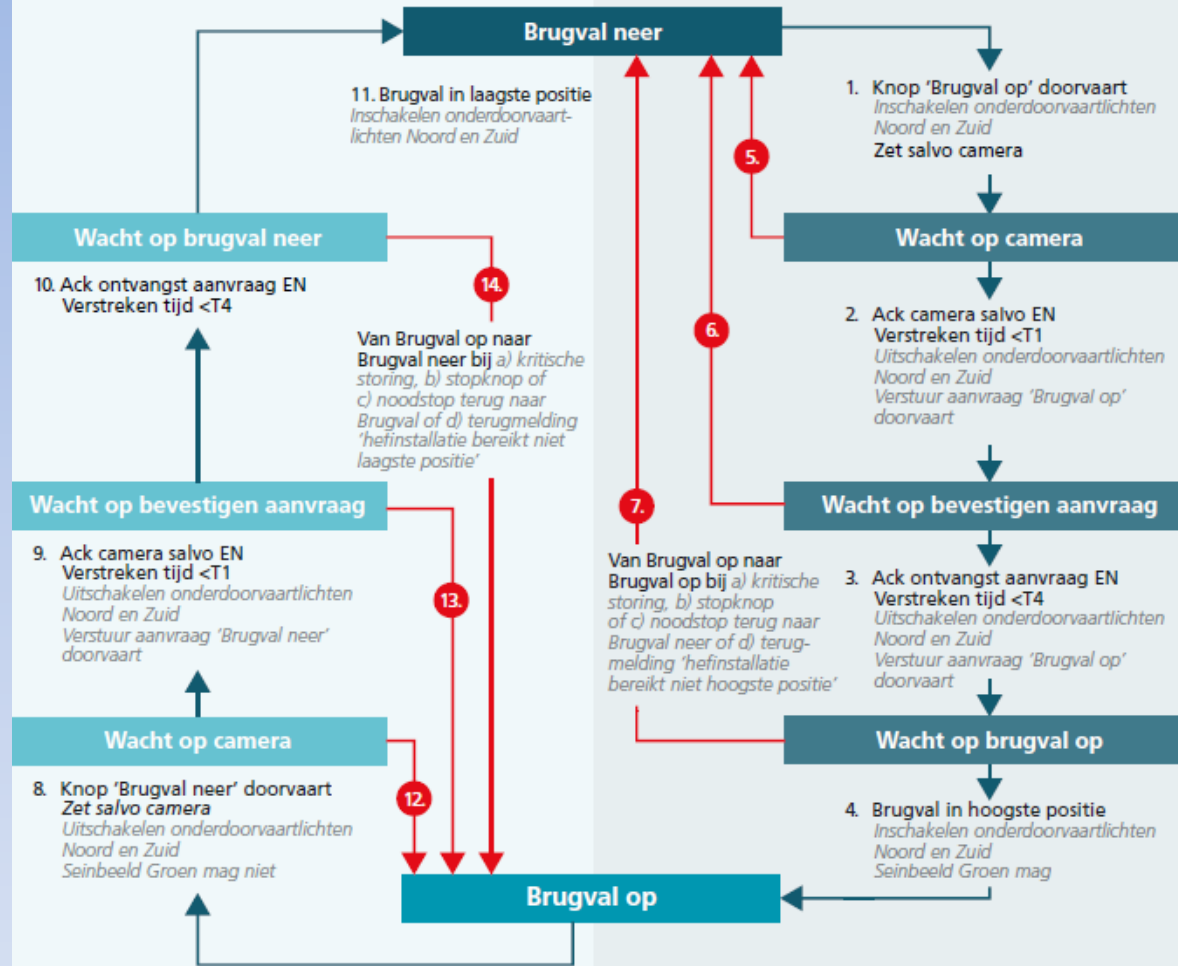 Brugval neer
11. Brugval in laagste positie
Inschakelen onderdoorvaart-
lichten Noord en Zuid
1. Knop ‘Brugval op’ doorvaart
Inschakelen onderdoorvaartlichten
Noord en Zuid
Zet salvo camera
5.
Wacht op brugval neer
Wacht op camera
10. Ack ontvangst aanvraag EN
Verstreken tijd <T4
14.
Van Brugval op naar
Brugval neer bij a) kritische
storing, b) stopknop of
c) noodstop terug naar
Brugval of d) terugmelding
‘hefinstallatie bereikt niet
laagste positie’
6.
2. Ack camera salvo EN
Verstreken tijd <T1
Uitschakelen onderdoorvaartlichten
Noord en Zuid
Verstuur aanvraag ‘Brugval op’
doorvaart
Wacht op bevestigen aanvraag
Wacht op bevestigen aanvraag
7.
9. Ack camera salvo EN
Verstreken tijd <T1
Uitschakelen onderdoorvaartlichten
Noord en Zuid
Verstuur aanvraag ‘Brugval neer’
doorvaart
13.
Van Brugval op naar
Brugval op bij a) kritische
storing, b) stopknop
of c) noodstop terug naar
Brugval neer of d) terug-
melding ‘hefinstallatie
bereikt niet hoogste positie’
3. Ack ontvangst aanvraag EN
Verstreken tijd <T4
Uitschakelen onderdoorvaartlichten
Noord en Zuid
Verstuur aanvraag ‘Brugval op’
doorvaart
Wacht op camera
Wacht op brugval op
8. Knop ‘Brugval neer’ doorvaart
Zet salvo camera
Uitschakelen onderdoorvaartlichten
Noord en Zuid
Seinbeeld Groen mag niet
12.
4. Brugval in hoogste positie
Inschakelen onderdoorvaartlichten
Noord en Zuid
Seinbeeld Groen mag
Brugval op